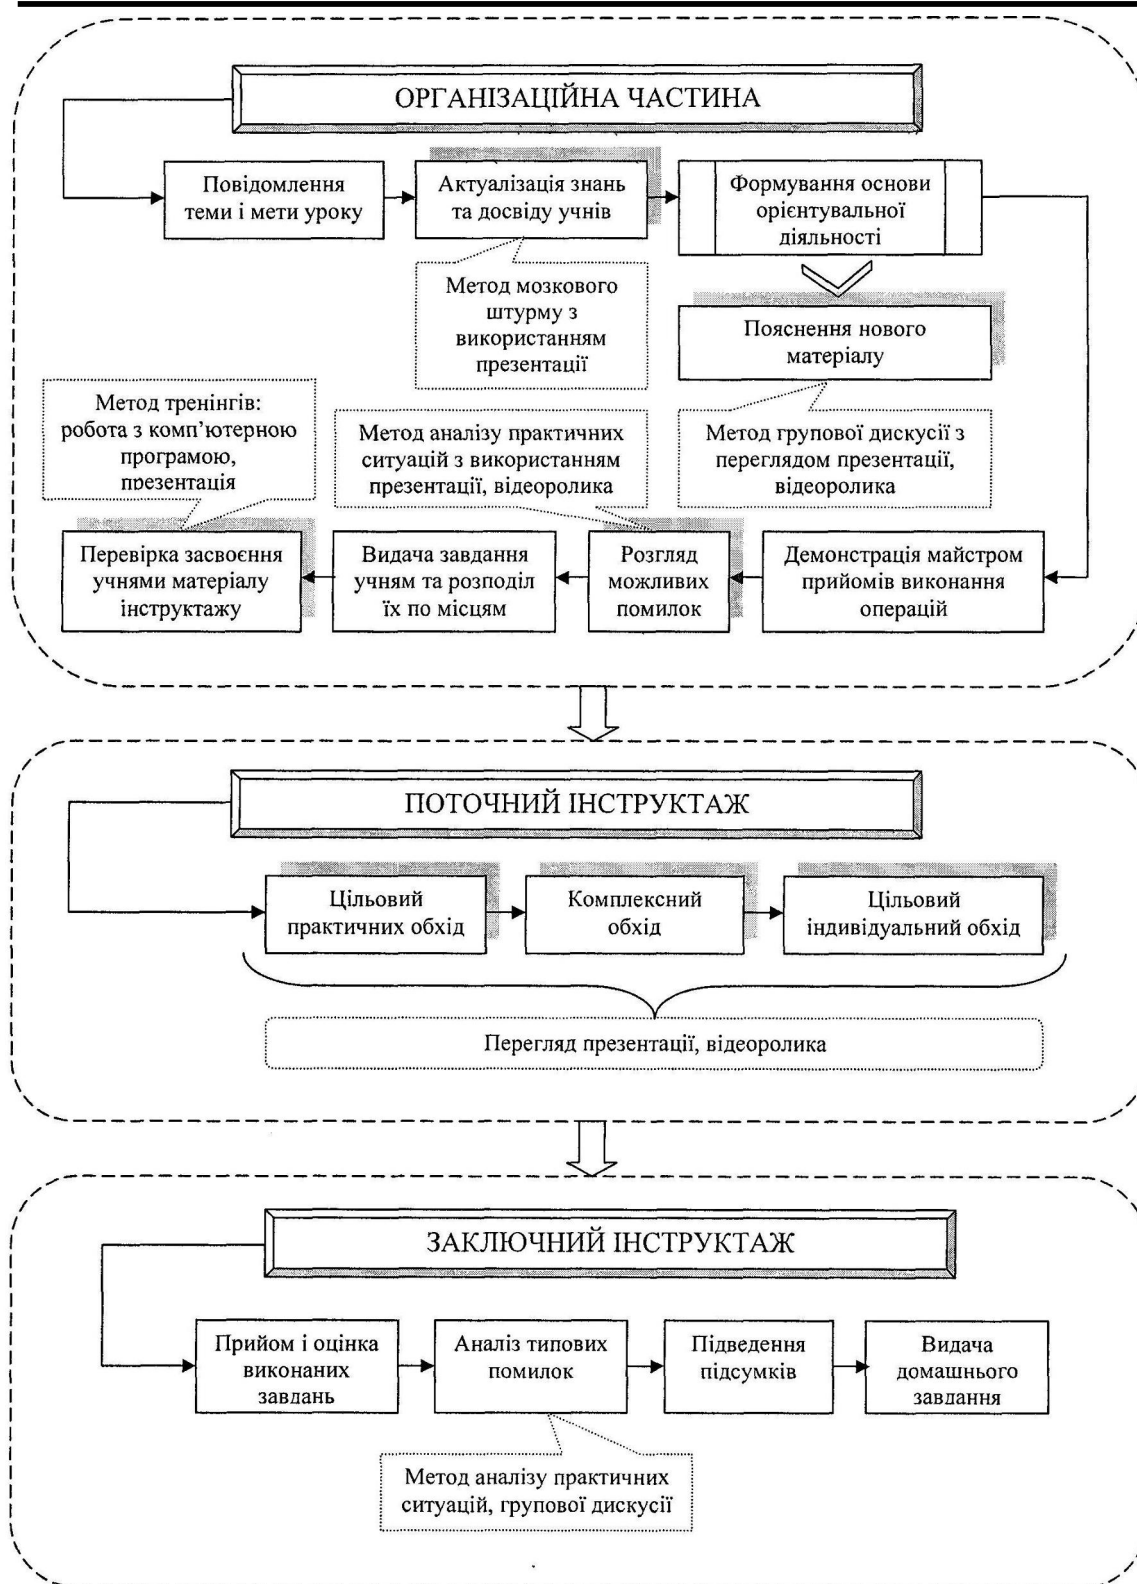 ОРГАНІЗАЦІЙНА ЧАСТИНА
Повідомлення
теми і мети уроку
Актуалізація знань
та досвіду учнів
Формування основи
орієнтувальної
діяльності
Метод мозкового
штурму з
використанням
презентації
Пояснення нового
матеріалу
Метод тренінгів:
робота з комп’ютерною
програмою,
презентація
Метод аналізу практичних
ситуацій з використанням
презентації, відеоролика
Метод групової дискусії з
переглядом презентації,
відеоролика
Демонстрація майстром
прийомів виконання
операцій
Розгляд
можливих
помилок
Видача завдання
учням та розподіл
їх по місцям
Перевірка засвоєння
учнями матеріалу
інструктажу
ПОТОЧНИЙ ІНСТРУКТАЖ
Цільовий
практичних обхід
Комплексний
обхід
Цільовий
індивідуальний обхід
Перегляд презентації, відеоролика
ЗАКЛЮЧНИЙ ІНСТРУКТАЖ
Прийом і оцінка
виконаних
завдань
Аналіз типових
помилок
Підведення
підсумків
Видача
домашнього
завдання
Метод аналізу практичних
ситуацій, групової дискусії